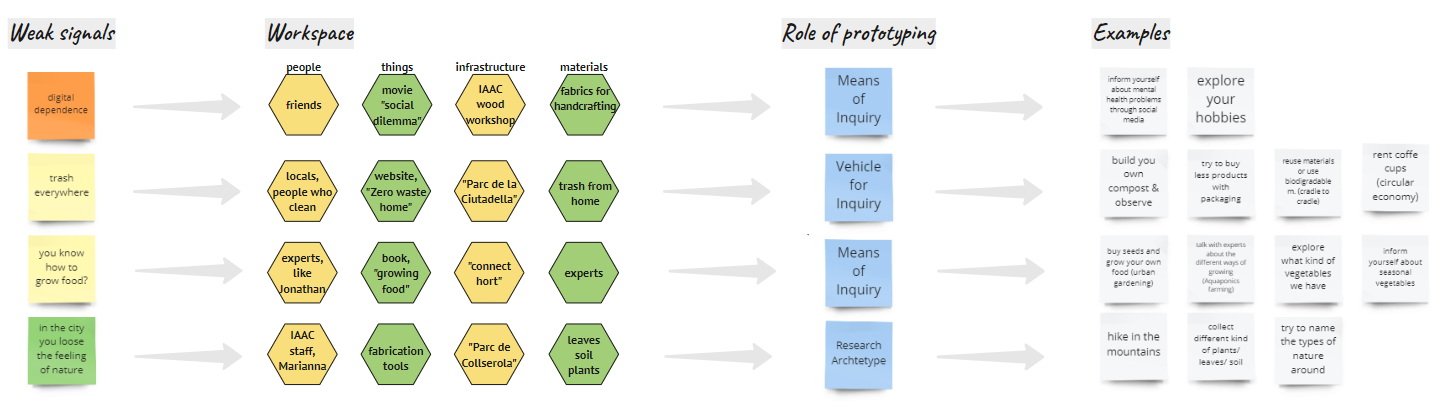 Weak signals
Workspace
Role of prototyping
Examples
people
things
infrastructure
materials
digital
dependence
friends
movie
"social
dilemma"
IAAC
wood
workshop
fabrics for
handcrafting
Means
of
Inquiry
inform yourself
about mental
health problems
through social
media
explore
your
hobbies
trash
everywhere
locals,
people who
clean
website,
"Zero waste
home"
"Parc de la
Ciutadella"
trash from
home
Vehicle
for
Inquiry
build you
own
compost &
observe
try to buy
less products
with
packaging
reuse materials
or use
biodigradable
m. (cradle to
cradle)
rent coffe
cups
(circular
economy)
you know
how to
grow food?
experts,
like
Jonathan
book,
"growing
food"
"connect
hort"
experts
Means
of
Inquiry
buy seeds and
grow your own
food (urban
gardening)
talk with experts
about the
different ways of
growing
(Aquaponics
farming)
explore
what kind of
vegetables
we have
inform
yourself about
seasonal
vegetables
in the city
you loose
the feeling
of nature
IAAC
staff,
Marianna
fabrication
tools
"Parc de
Collserola"
leaves
soil
plants
Research
Archtetype
hike in the
mountains
collect
different kind
of plants/
leaves/ soil
try to name
the types of
nature
around